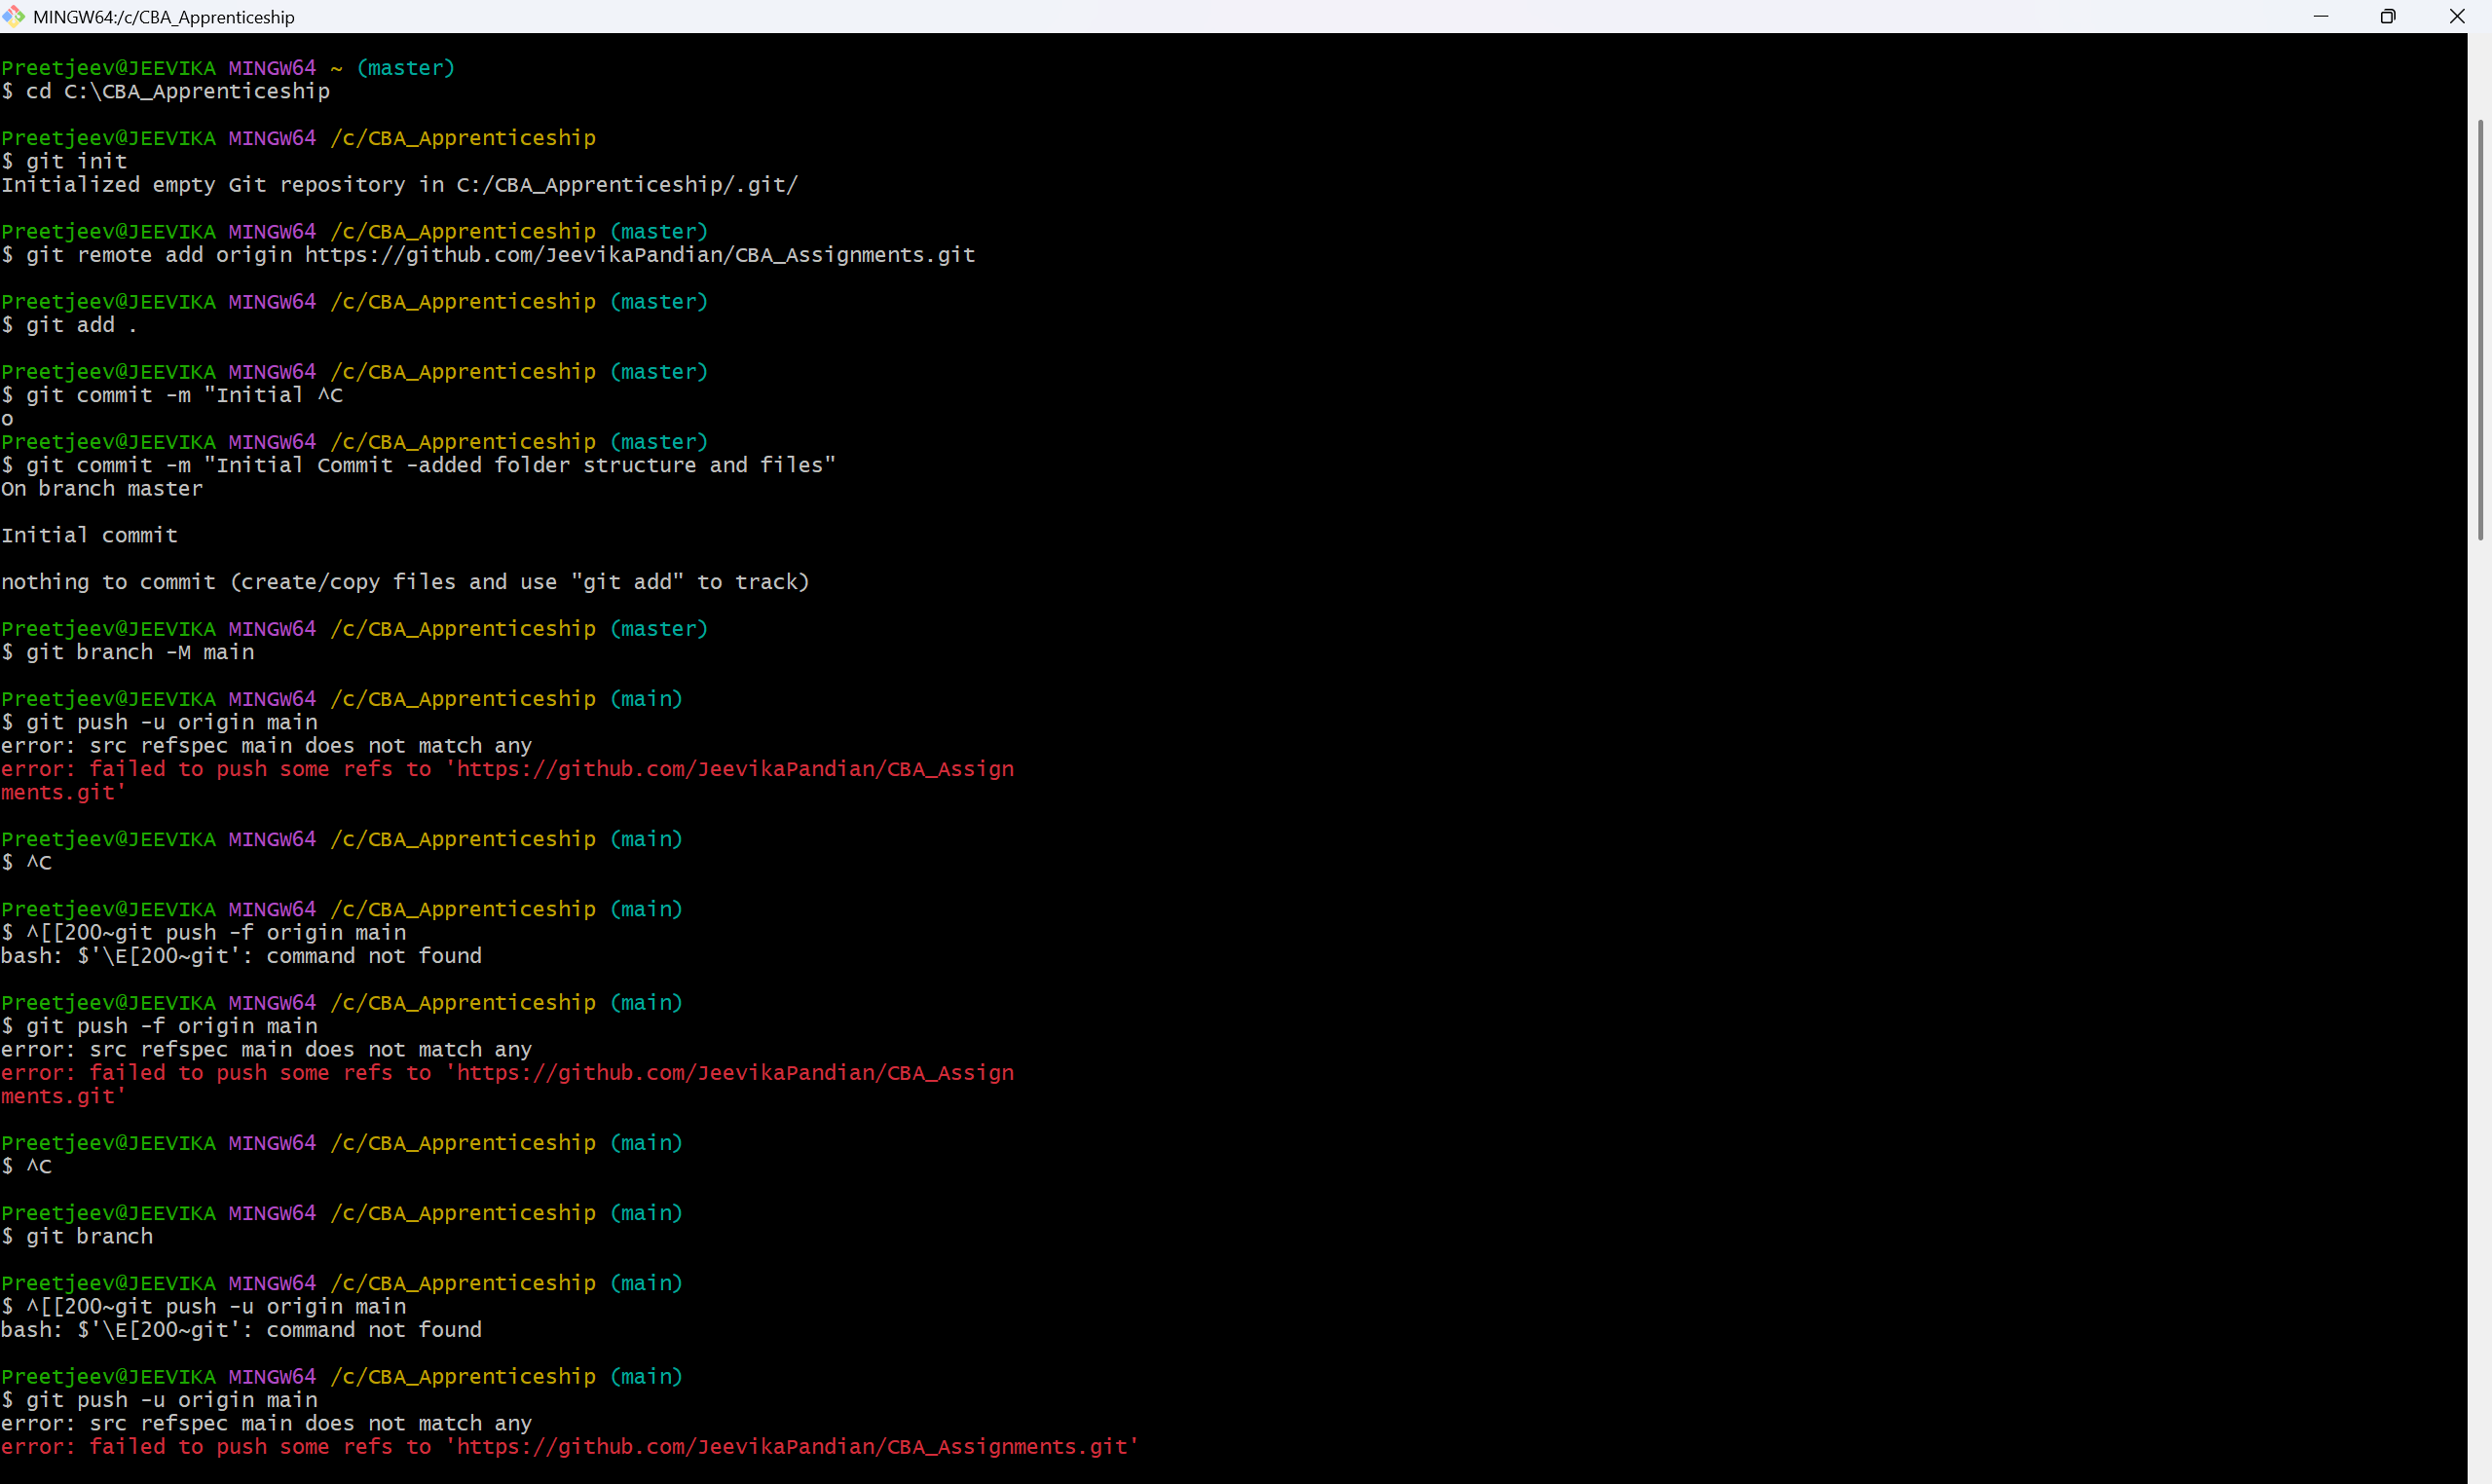 MINGW64:/c/CBA_Apprenticeship
Preetjeev@JEEVIKA MINGW64 ~ (master)
$ cd C:\CBA_Apprenticeship
Preetjeev@JEEVIKA MINGW64 /c/CBA_Apprenticeship
$ git init
Initialized empty Git repository in C:/CBA_Apprenticeship/.git/
Preetjeev@JEEVIKA MINGW64 /c/CBA_Apprenticeship (master)
$ git remote add origin https://github.com/JeevikaPandian/CBA_Assignments.git
Preetjeev@JEEVIKA MINGW64 /c/CBA_Apprenticeship (master)
$ git add .
Preetjeev@JEEVIKA MINGW64 /c/CBA_Apprenticeship (master)
$ git commit -m "Initial ^C
o
Preetjeev@JEEVIKA MINGW64 /c/CBA_Apprenticeship (master)
$ git commit -m "Initial Commit -added folder structure and files"
On branch master
Initial commit
nothing to commit (create/copy files and use "git add" to track)
Preetjeev@JEEVIKA MINGW64 /c/CBA_Apprenticeship (master)
$ git branch -M main
Preetjeev@JEEVIKA MINGW64 /c/CBA_Apprenticeship (main)
$ git push -u origin main
error: src refspec main does not match any
error: failed to push some refs to 'https://github.com/JeevikaPandian/CBA_Assign
ments.git'
Preetjeev@JEEVIKA MINGW64 /c/CBA_Apprenticeship (main)
$ ^C
Preetjeev@JEEVIKA MINGW64 /c/CBA_Apprenticeship (main)
$ ^[[200~git push -f origin main
bash: $'\E[200~git': command not found
Preetjeev@JEEVIKA MINGW64 /c/CBA_Apprenticeship (main)
$ git push -f origin main
error: src refspec main does not match any
error: failed to push some refs to 'https://github.com/JeevikaPandian/CBA_Assign
ments.git'
Preetjeev@JEEVIKA MINGW64 /c/CBA_Apprenticeship (main)
$ ^C
Preetjeev@JEEVIKA MINGW64 /c/CBA_Apprenticeship (main)
$ git branch
Preetjeev@JEEVIKA MINGW64 /c/CBA_Apprenticeship (main)
$ ^[[200~git push -u origin main
bash: $'\E[200~git': command not found
Preetjeev@JEEVIKA MINGW64 /c/CBA_Apprenticeship (main)
$ git push -u origin main
error: src refspec main does not match any
error: failed to push some refs to 'https://github.com/JeevikaPandian/CBA_Assignments.git'